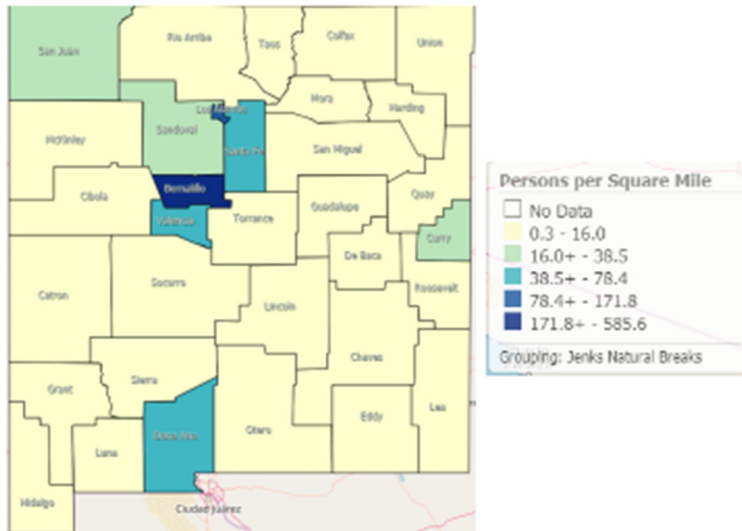 San Juan
Rio Arriba
Taos
Colfax
Union
Mora
Harding
McKinley
Sandoval
Santa Fe
San Miguel
Bernalillo
Cibola
Valencia
Torrance
Guadalupe
Quay
Curry
De Baca
Roosevelt
Catron
Socorro
Lincoln
Chaves
Grant
Sierra
Dona Ana
Otero
Eddy
Lea
Luna
Hidalgo
Ciudad Juárez
Persons per Square Mile
No Data
0.3 - 16.0
16.0+ - 38.5
38.5+ - 78.4
78.4+ - 171.8
171.8+ - 585.6
Grouping: Jenks Natural Breaks